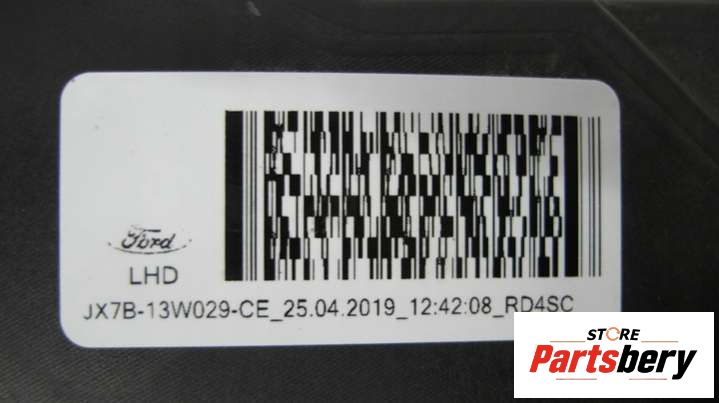 Ford
LHD
JX7B-13W029-CE_25.04.2019_12:42:08_RD4SC
STORE
Partsbery